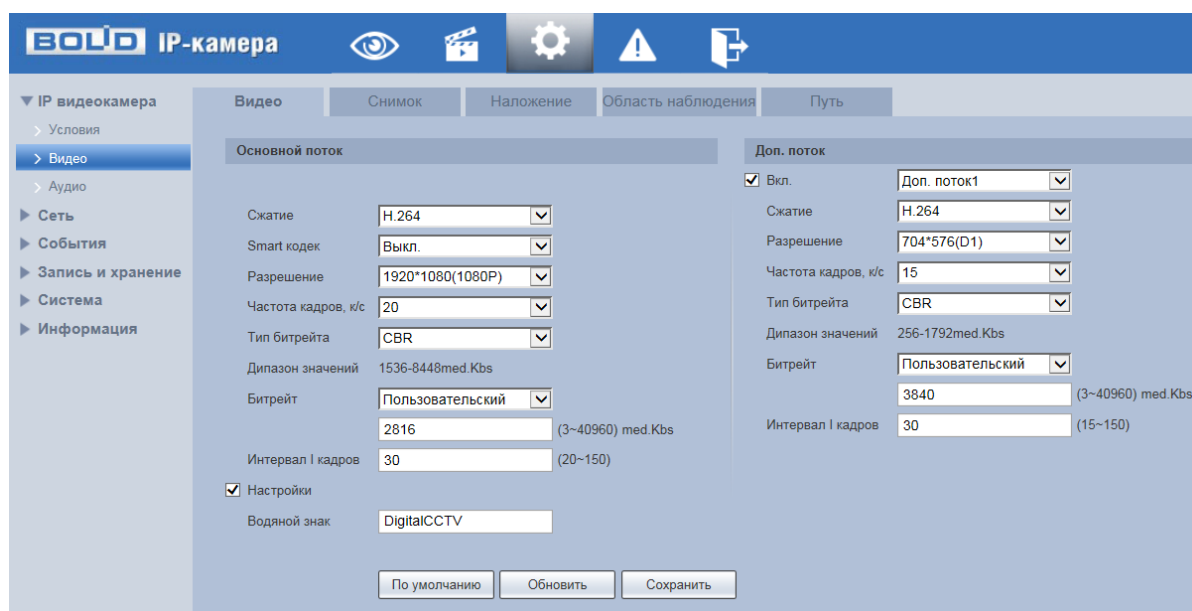 BOLID IP-камера
IP видеокамера
Условия
Видео
Аудио
Сеть
События
Запись и хранение
Система
Информация
Видео Снимок Наложение Область наблюдения Путь
Основной поток
Сжатие H.264
Smart кодек Выкл.
Разрешение 1920*1080(1080P)
Частота кадров, к/с 20
Тип битрейта CBR
Дипазон значений 1536-8448med.Kbs
Битрейт Пользовательский
2816 (3~40960) med.Kbs
Интервал I кадров 30 (20~150)
Настройки
Водяной знак DigitalCCTV
По умолчанию Обновить Сохранить
Доп. поток
Вкл. Доп. поток1
Сжатие H.264
Разрешение 704*576(D1)
Частота кадров, к/с 15
Тип битрейта CBR
Дипазон значений 256-1792med.Kbs
Битрейт Пользовательский
3840 (3~40960) med.Kbs
Интервал I кадров 30 (15~150)